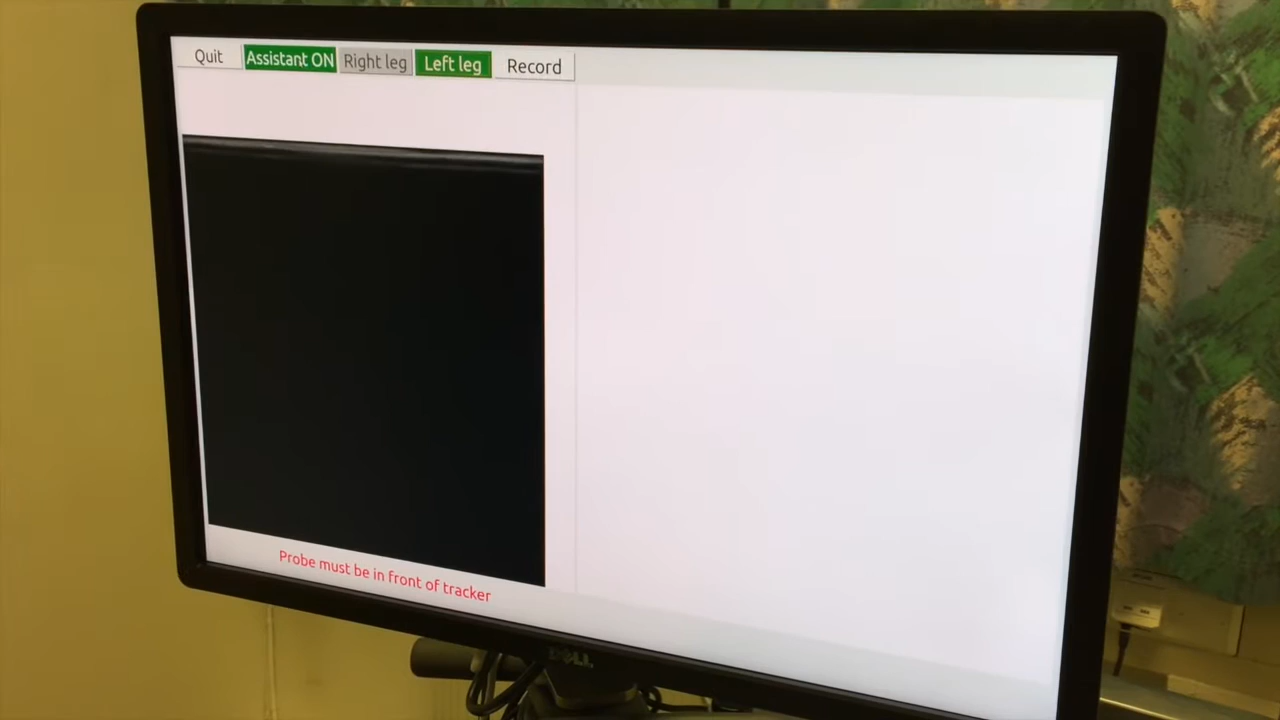 Quit Assistant ON Right leg Left leg Record
Probe must be in front of tracker
DELL